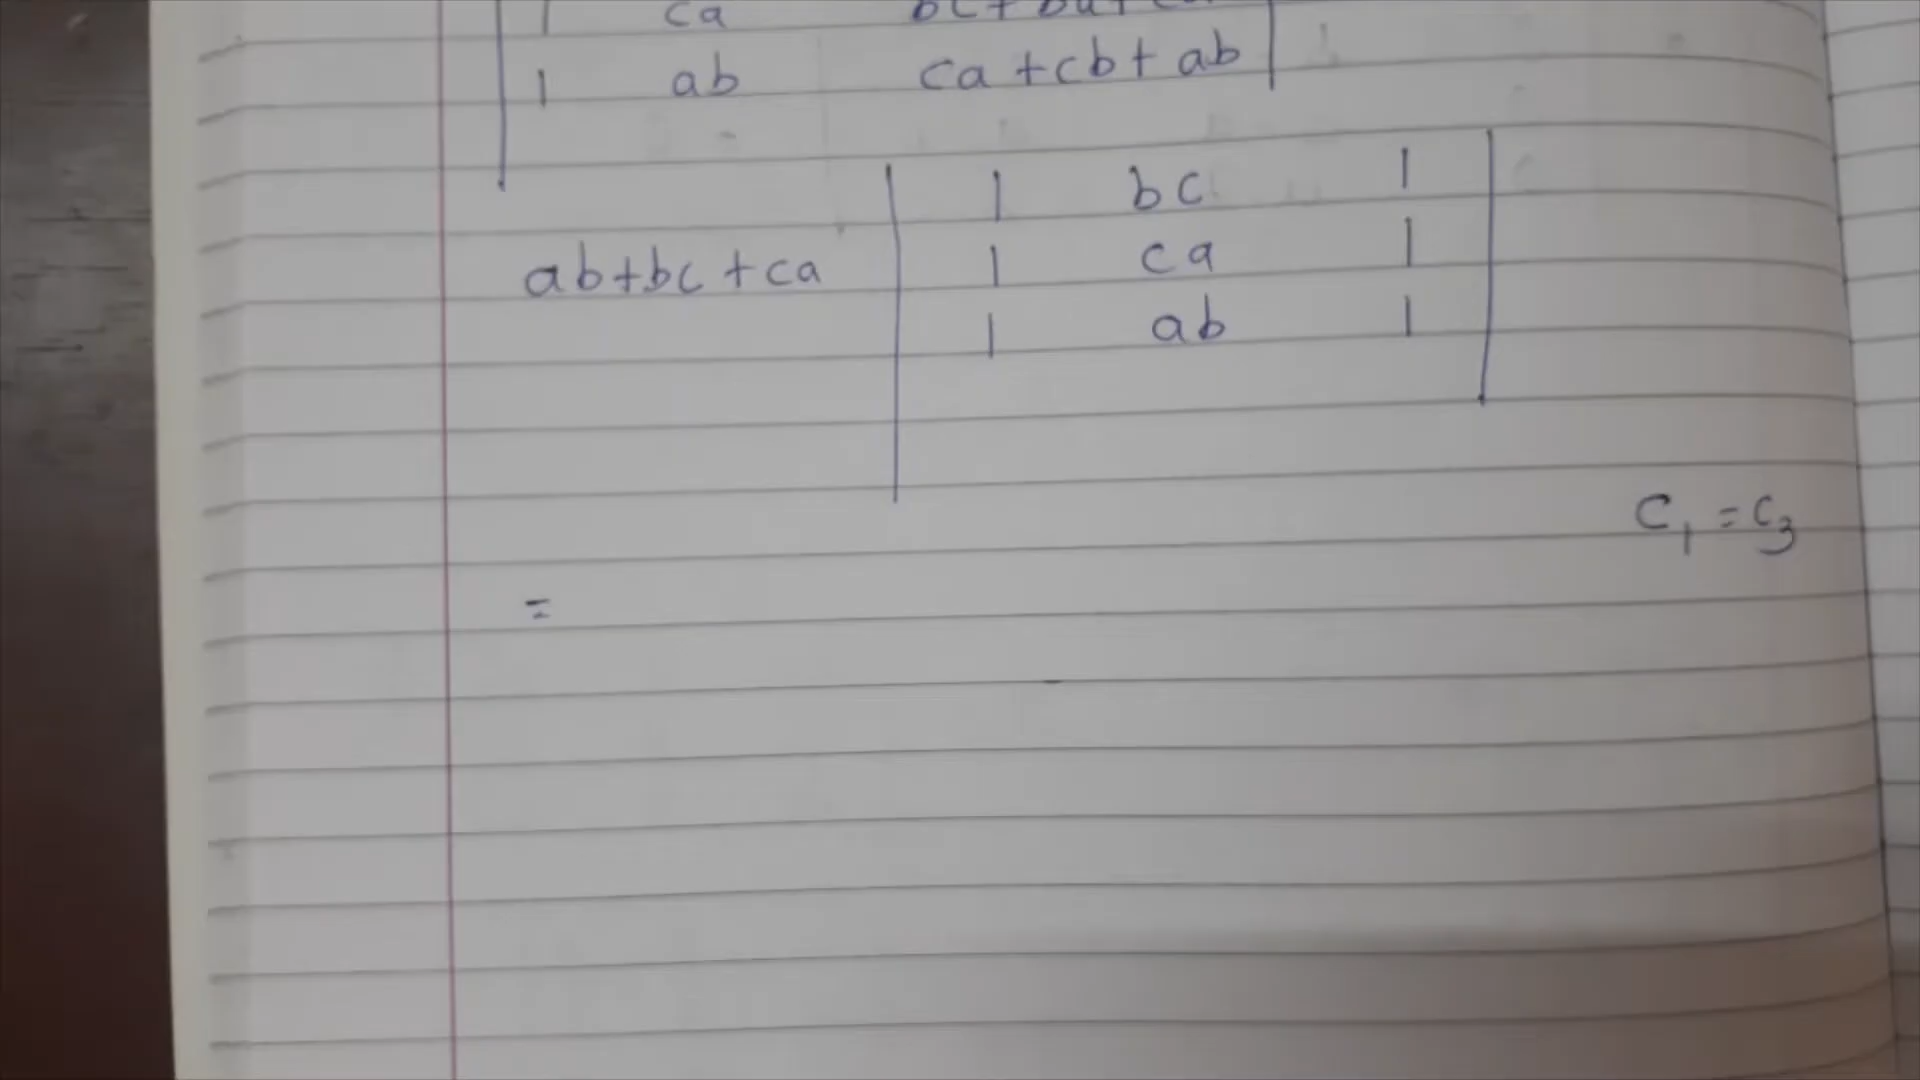 1 ca
1 ab ca+cb+ab
1 bc 1
ab+bc+ca 1 ca 1
1 ab 1
C₁=C₃
=